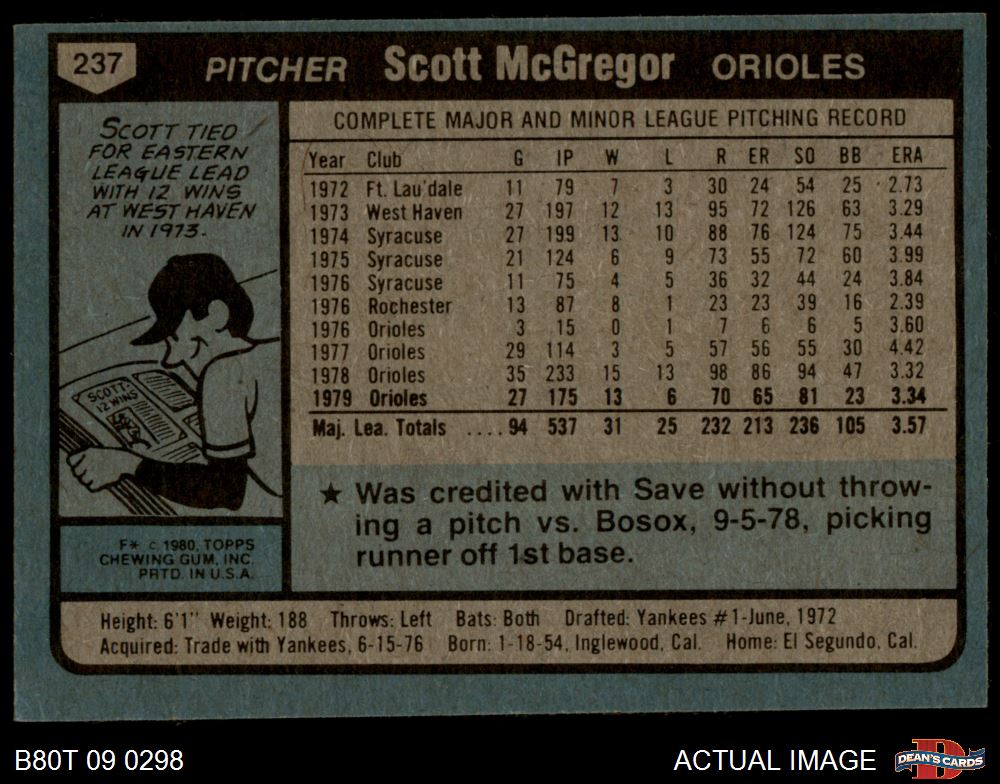 237 PITCHER Scott McGregor ORIOLES
SCOTT TIED
FOR EASTERN
LEAGUE LEAD
WITH 12 WINS
AT WEST HAVEN
IN 1973.
SCOTT:
12 WINS
F* © 1980, TOPPS
CHEWING GUM, INC.
PRTD. IN U.S.A.
COMPLETE MAJOR AND MINOR LEAGUE PITCHING RECORD
Year Club G IP W L R ER SO BB ERA
1972 Ft. Lau'dale 11 79 7 3 30 24 54 25 2.73
1973 West Haven 27 197 12 13 95 72 126 63 3.29
1974 Syracuse 27 199 13 10 88 76 124 75 3.44
1975 Syracuse 21 124 6 9 73 55 72 60 3.99
1976 Syracuse 11 75 4 5 36 32 44 24 3.84
1976 Rochester 13 87 8 1 23 23 39 16 2.39
1976 Orioles 3 15 0 1 7 6 6 5 3.60
1977 Orioles 29 114 3 5 57 56 55 30 4.42
1978 Orioles 35 233 15 13 98 86 94 47 3.32
1979 Orioles 27 175 13 6 70 65 81 23 3.34
Maj. Lea. Totals ....94 537 31 25 232 213 236 105 3.57
★ Was credited with Save without throw-
ing a pitch vs. Bosox, 9-5-78, picking
runner off 1st base.
Height: 6'1" Weight: 188 Throws: Left Bats: Both Drafted: Yankees #1-June, 1972
Acquired: Trade with Yankees, 6-15-76 Born: 1-18-54, Inglewood, Cal. Home: El Segundo, Cal.
B80T 09 0298 ACTUAL IMAGE D DEAN'S CARDS